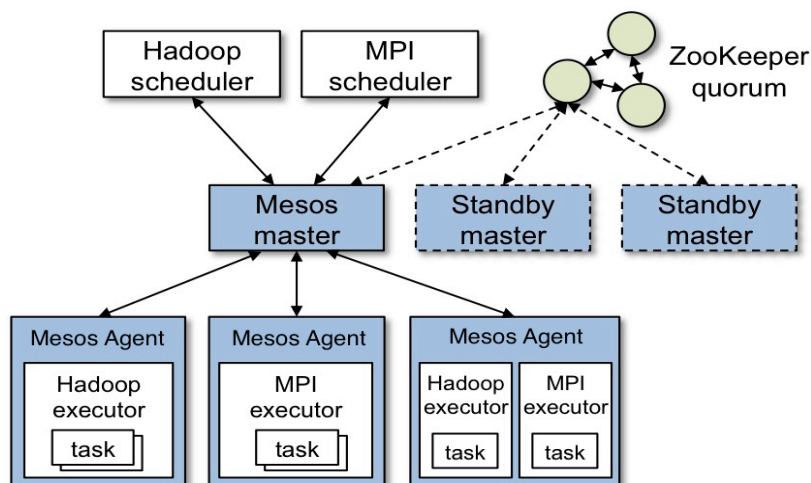 Hadoop
scheduler
MPI
scheduler
ZooKeeper
quorum
Mesos
master
Standby
master
Standby
master
Mesos Agent
Hadoop
executor
task
Mesos Agent
MPI
executor
task
Mesos Agent
Hadoop
executor
task
MPI
executor
task